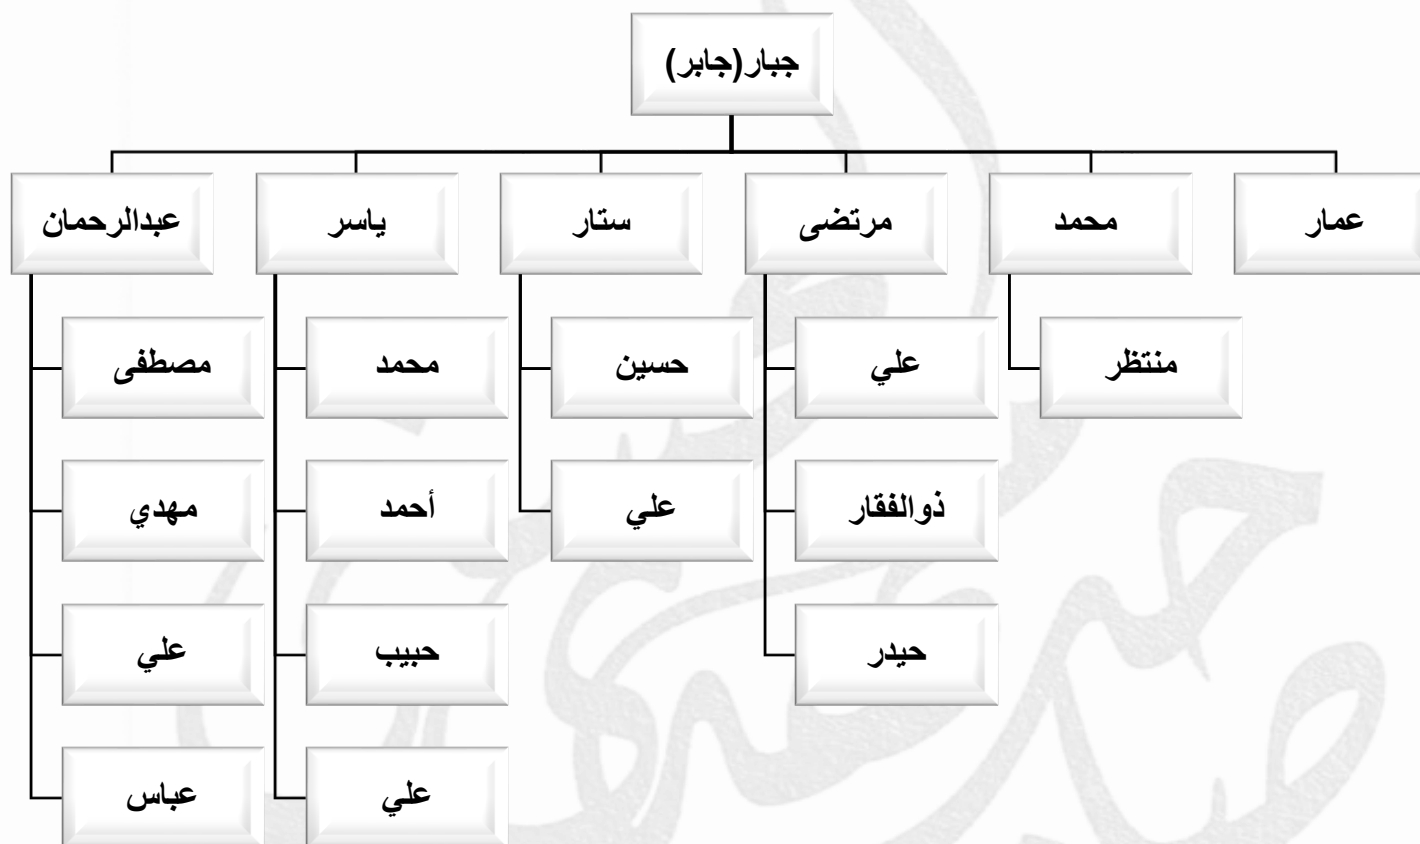 جبار(جابر)
عمار
محمد
مرتضى
ستار
ياسر
عبدالرحمان
منتظر
علي
حسين
محمد
مصطفى
ذوالفقار
علي
أحمد
مهدي
حيدر
حبيب
علي
علي
عباس